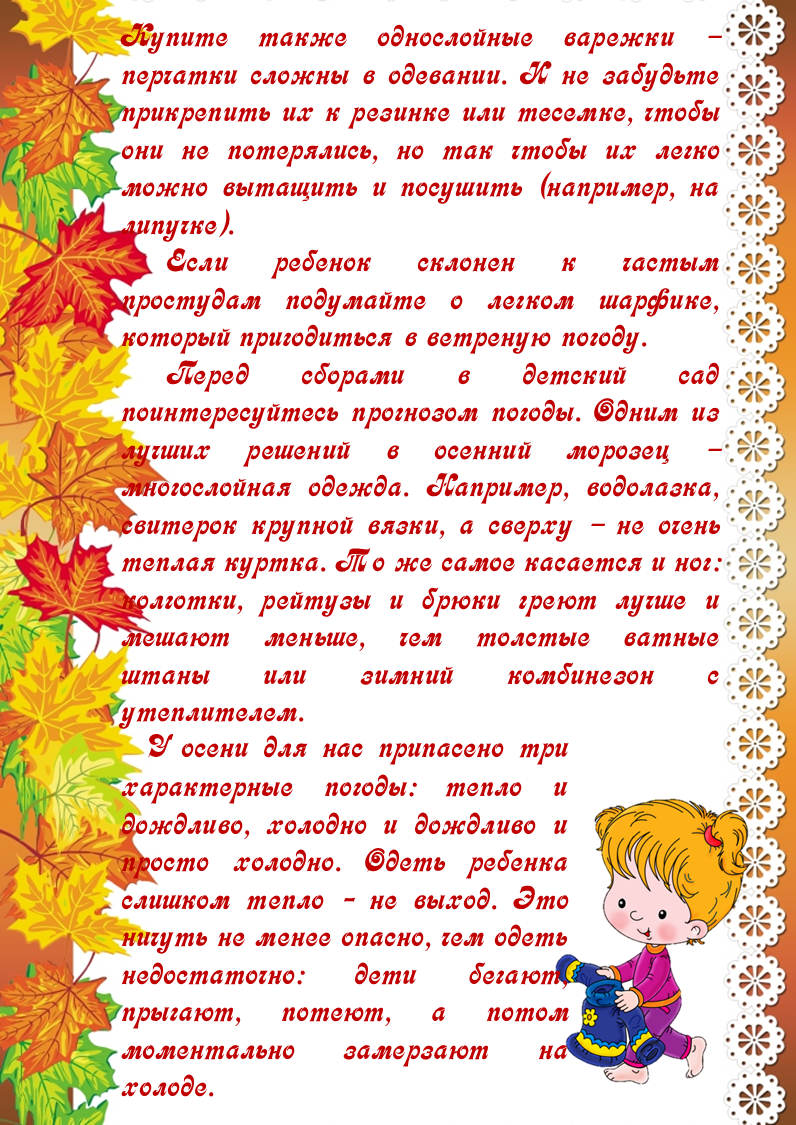 Купите также однослойные варежки –
перчатки сложны в одевании. И не забудьте
прикрепить их к резинке или тесемке, чтобы
они не потерялись, но так чтобы их легко
можно вытащить и посушить (например, на
липучке).
Если ребенок склонен к частым
простудам подумайте о легком шарфике,
который пригодиться в ветреную погоду.
Перед сборами в детский сад
поинтересуйтесь прогнозом погоды. Одним из
лучших решений в осенний морозец –
многослойная одежда. Например, водолазка,
свитерок крупной вязки, а сверху – не очень
теплая куртка. То же самое касается и ног:
колготки, рейтузы и брюки греют лучше и
мешают меньше, чем толстые ватные
штаны или зимний комбинезон с
утеплителем.
У осени для нас припасено три
характерные погоды: тепло и
дождливо, холодно и дождливо и
просто холодно. Одеть ребенка
слишком тепло - не выход. Это
ничуть не менее опасно, чем одеть
недостаточно: дети бегают,
прыгают, потеют, а потом
моментально замерзают на
холоде.